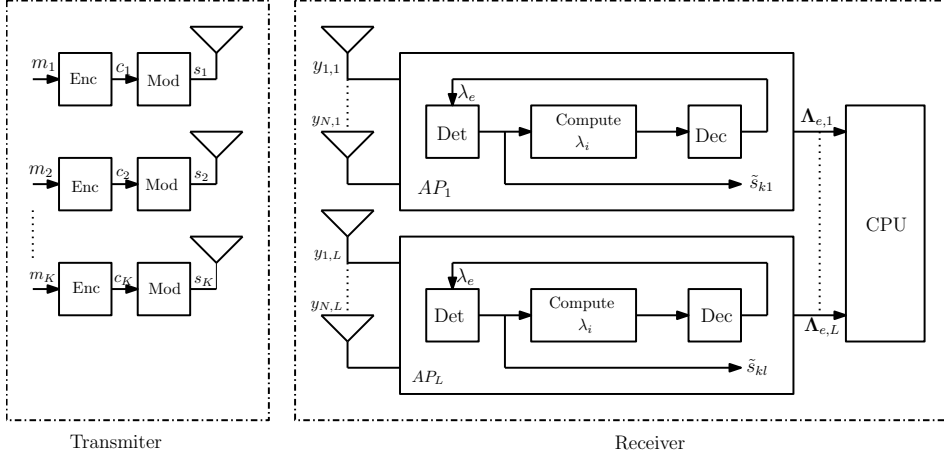 m_1 Enc c_1 Mod s_1
m_2 Enc c_2 Mod s_2
m_K Enc c_K Mod s_K
Transmiter
y_{1,1}
y_{N,1}
λ_e
Det
Compute
λ_i
Dec
AP_1
s̃_{k1}
Λ_{e,1}
y_{1,L}
y_{N,L}
λ_e
Det
Compute
λ_i
Dec
AP_L
s̃_{kl}
Λ_{e,L}
CPU
Receiver